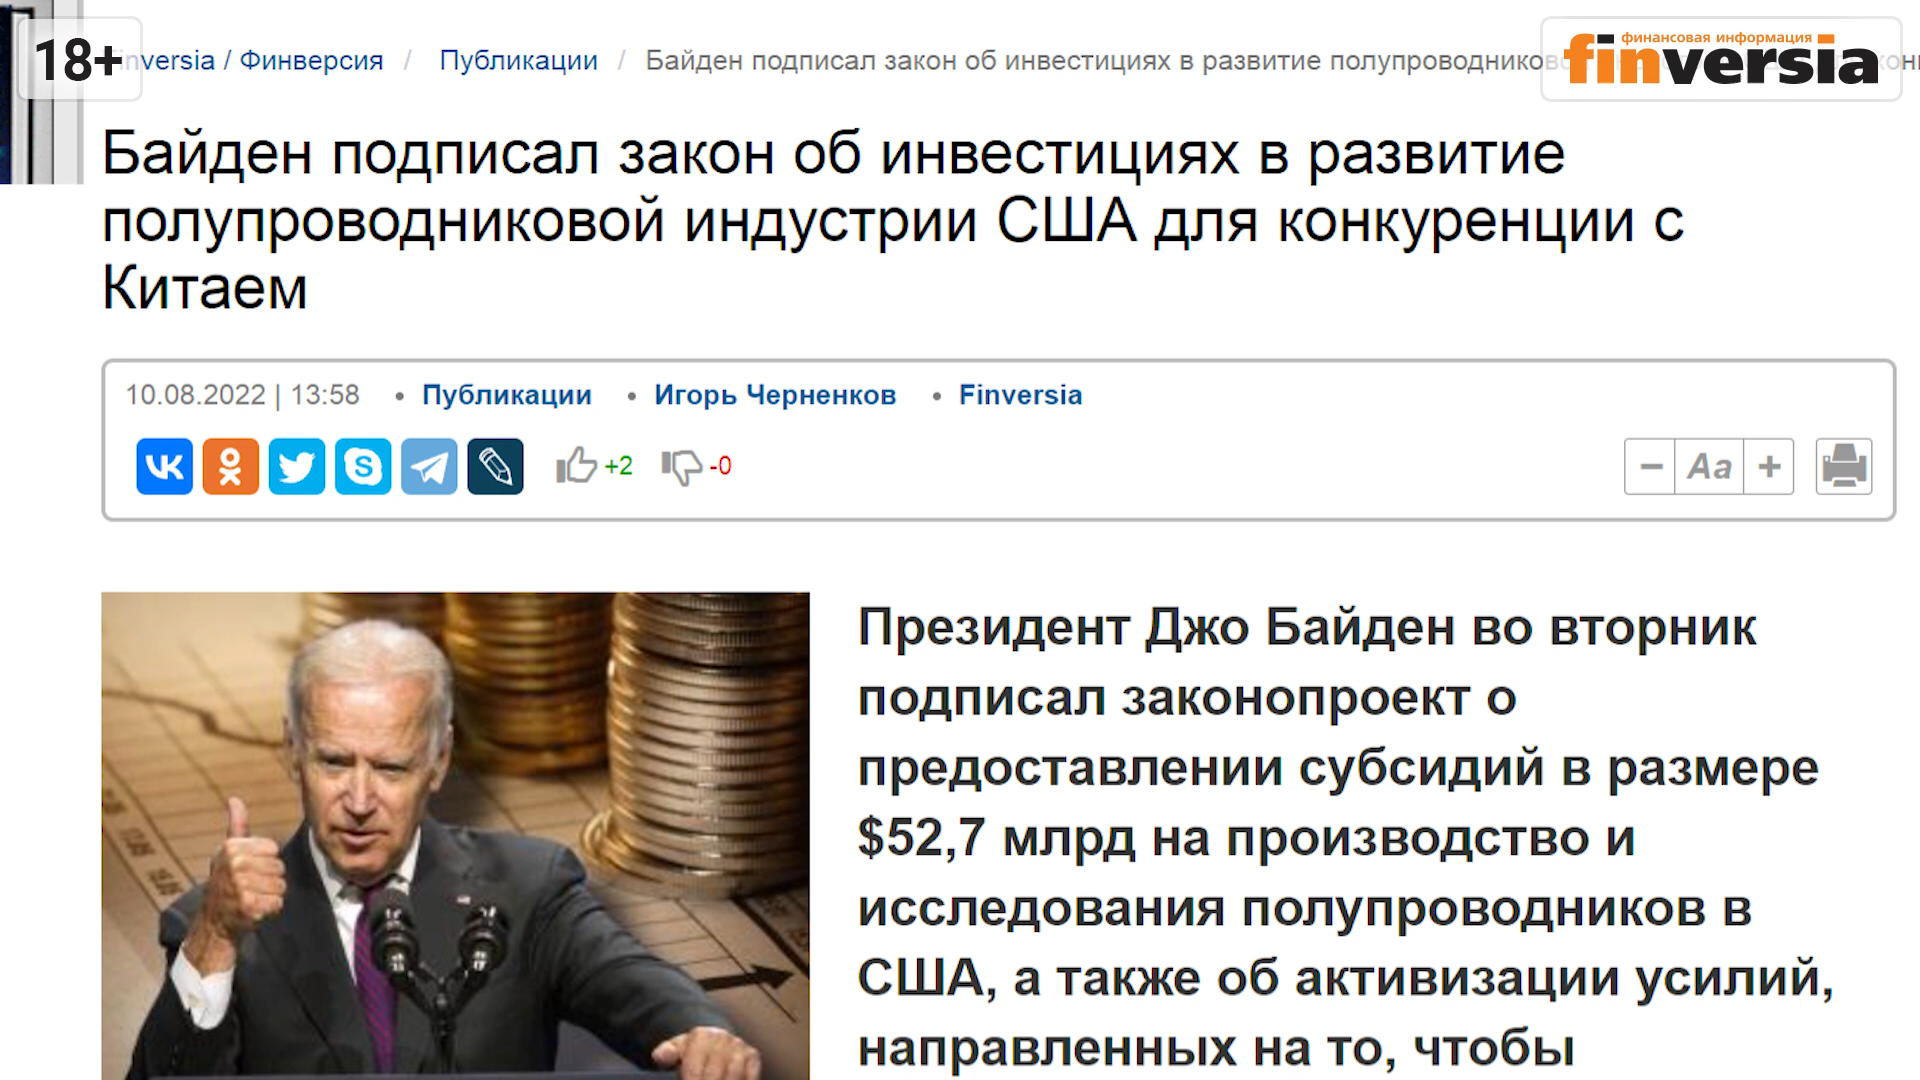 18+
Finversia / Финверсия / Публикации / Байден подписал закон об инвестициях в развитие
финансовая информация
finversia
Байден подписал закон об инвестициях в развитие
полупроводниковой индустрии США для конкуренции с
Китаем
10.08.2022 | 13:58 • Публикации • Игорь Черненков • Finversia
+2 -0
− Aa +
Президент Джо Байден во вторник
подписал законопроект о
предоставлении субсидий в размере
$52,7 млрд на производство и
исследования полупроводников в
США, а также об активизации усилий,
направленных на то, чтобы